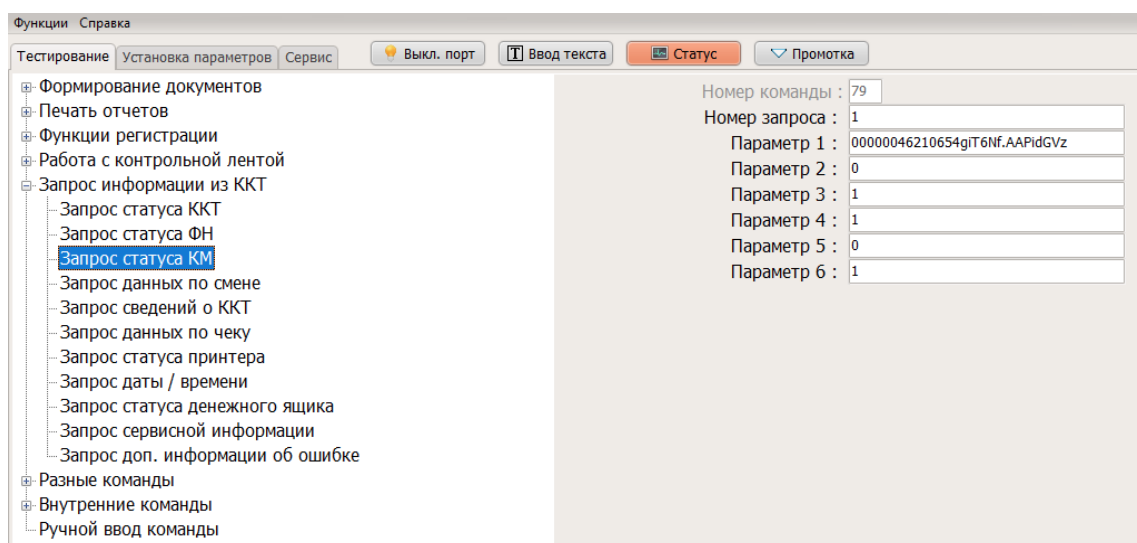 Функции Справка
Тестирование Установка параметров Сервис Выкл. порт Ввод текста Статус Промотка
Формирование документов
Печать отчетов
Функции регистрации
Работа с контрольной лентой
Запрос информации из ККТ
Запрос статуса ККТ
Запрос статуса ФН
Запрос статуса КМ
Запрос данных по смене
Запрос сведений о ККТ
Запрос данных по чеку
Запрос статуса принтера
Запрос даты / времени
Запрос статуса денежного ящика
Запрос сервисной информации
Запрос доп. информации об ошибке
Разные команды
Внутренние команды
Ручной ввод команды
Номер команды : 79
Номер запроса : 1
Параметр 1 : 00000046210654giT6Nf.AAPidGVz
Параметр 2 : 0
Параметр 3 : 1
Параметр 4 : 1
Параметр 5 : 0
Параметр 6 : 1